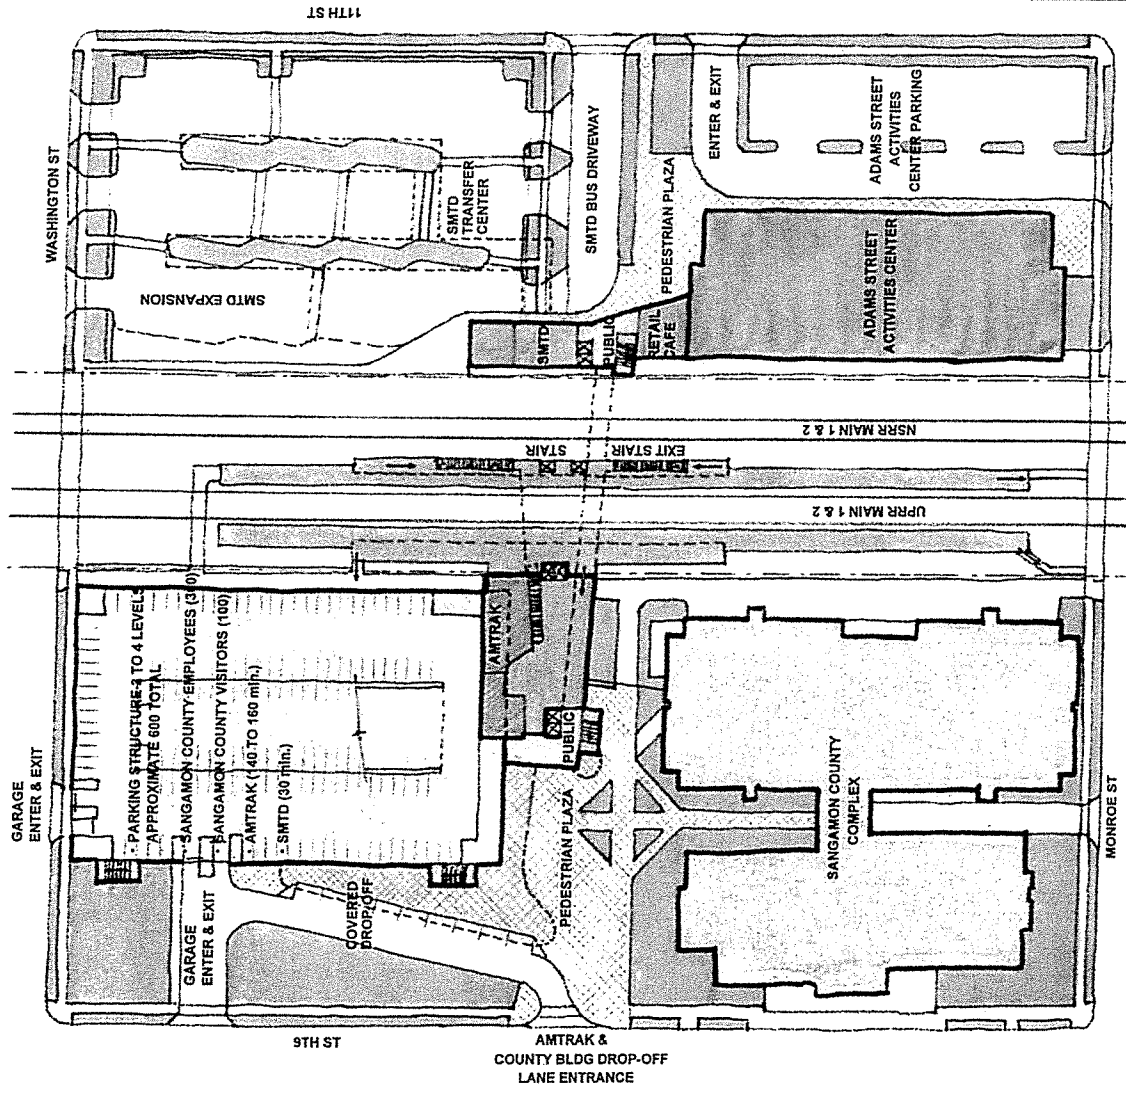 11TH ST
WASHINGTON ST
SMTD EXPANSION
SMTD
TRANSFER
CENTER
SMTD BUS DRIVEWAY
PEDESTRIAN PLAZA
ENTER & EXIT
ADAMS STREET
ACTIVITIES
CENTER PARKING
ADAMS STREET
ACTIVITIES CENTER
SMTD
PUBLIC
RETAIL
CAFE
NSRR MAIN 1 & 2
STAIR
EXIT STAIR
UPRR MAIN 1 & 2
AMTRAK
PUBLIC
GARAGE
ENTER & EXIT
· PARKING STRUCTURE-3 TO 4 LEVELS
APPROXIMATE 600 TOTAL
· SANGAMON COUNTY EMPLOYEES (300)
· SANGAMON COUNTY VISITORS (100)
· AMTRAK (140 TO 160 min.)
· SMTD (30 min.)
GARAGE
ENTER & EXIT
COVERED
DROP-OFF
PEDESTRIAN PLAZA
SANGAMON COUNTY
COMPLEX
MONROE ST
9TH ST
AMTRAK &
COUNTY BLDG DROP-OFF
LANE ENTRANCE